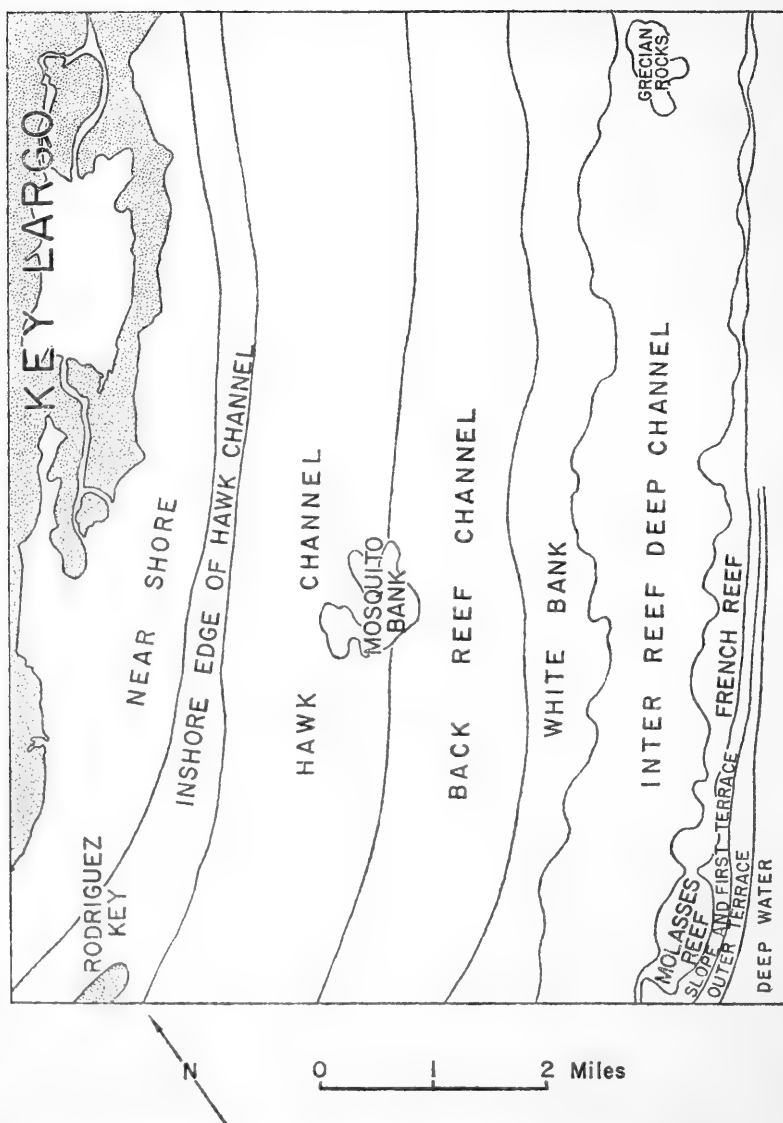 KEY LARGO
RODRIGUEZ
KEY
NEAR SHORE
INSHORE EDGE OF HAWK CHANNEL
HAWK CHANNEL
MOSQUITO
BANK
BACK REEF CHANNEL
WHITE BANK
INTER REEF DEEP CHANNEL
GRECIAN
ROCKS
MOLASSES
REEF
FRENCH REEF
SLOPE AND FIRST TERRACE
OUTER TERRACE
DEEP WATER
N
0 1 2 Miles